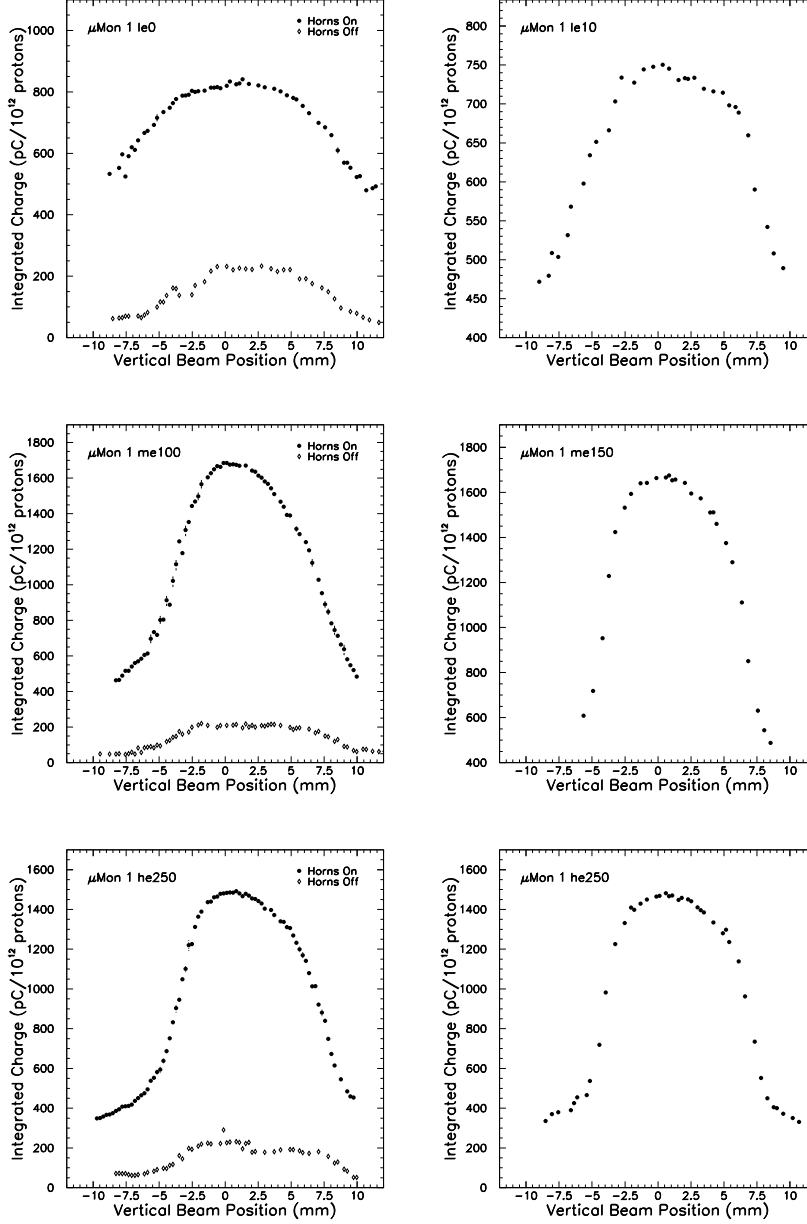 μMon 1 le0
Horns On
Horns Off
1000
800
600
400
200
0
Integrated Charge (pC/10¹² protons)
−10 −7.5 −5 −2.5 0 2.5 5 7.5 10
Vertical Beam Position (mm)
μMon 1 le10
800
750
700
650
600
550
500
450
400
Integrated Charge (pC/10¹² protons)
−10 −7.5 −5 −2.5 0 2.5 5 7.5 10
Vertical Beam Position (mm)
μMon 1 me100
Horns On
Horns Off
1800
1600
1400
1200
1000
800
600
400
200
0
Integrated Charge (pC/10¹² protons)
−10 −7.5 −5 −2.5 0 2.5 5 7.5 10
Vertical Beam Position (mm)
μMon 1 me150
1800
1600
1400
1200
1000
800
600
400
Integrated Charge (pC/10¹² protons)
−10 −7.5 −5 −2.5 0 2.5 5 7.5 10
Vertical Beam Position (mm)
μMon 1 he250
Horns On
Horns Off
1600
1400
1200
1000
800
600
400
200
0
Integrated Charge (pC/10¹² protons)
−10 −7.5 −5 −2.5 0 2.5 5 7.5 10
Vertical Beam Position (mm)
μMon 1 he250
1600
1400
1200
1000
800
600
400
200
0
Integrated Charge (pC/10¹² protons)
−10 −7.5 −5 −2.5 0 2.5 5 7.5 10
Vertical Beam Position (mm)